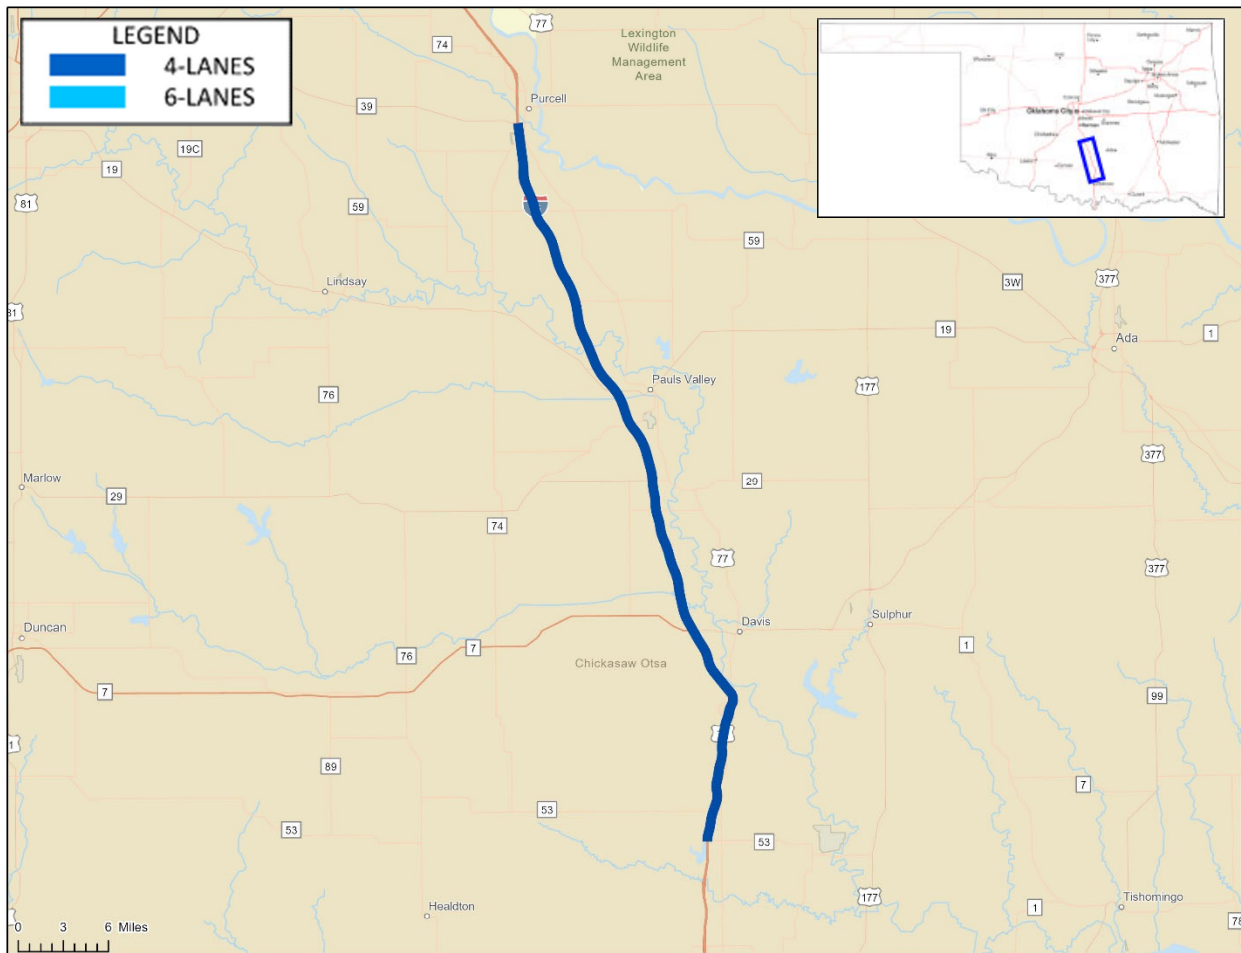 LEGEND
4-LANES
6-LANES
77
74
Lexington
Wildlife
Management
Area
Oklahoma City
Purcell
39
19C
19
81
59
59
Lindsay
3W
377
81
19
1
Ada
Pauls Valley
76
177
377
Marlow
29
29
74
77
377
Duncan
Davis
Sulphur
76
7
1
Chickasaw Otsa
7
99
1
89
7
53
53
53
Healdton
177
1
Tishomingo
78
0 3 6 Miles